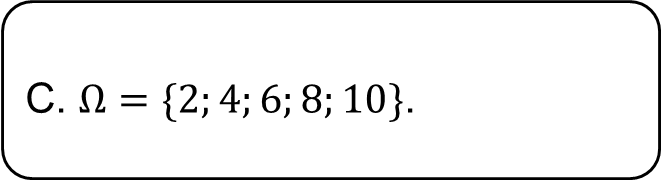 C. Ω = {2; 4; 6; 8; 10}.